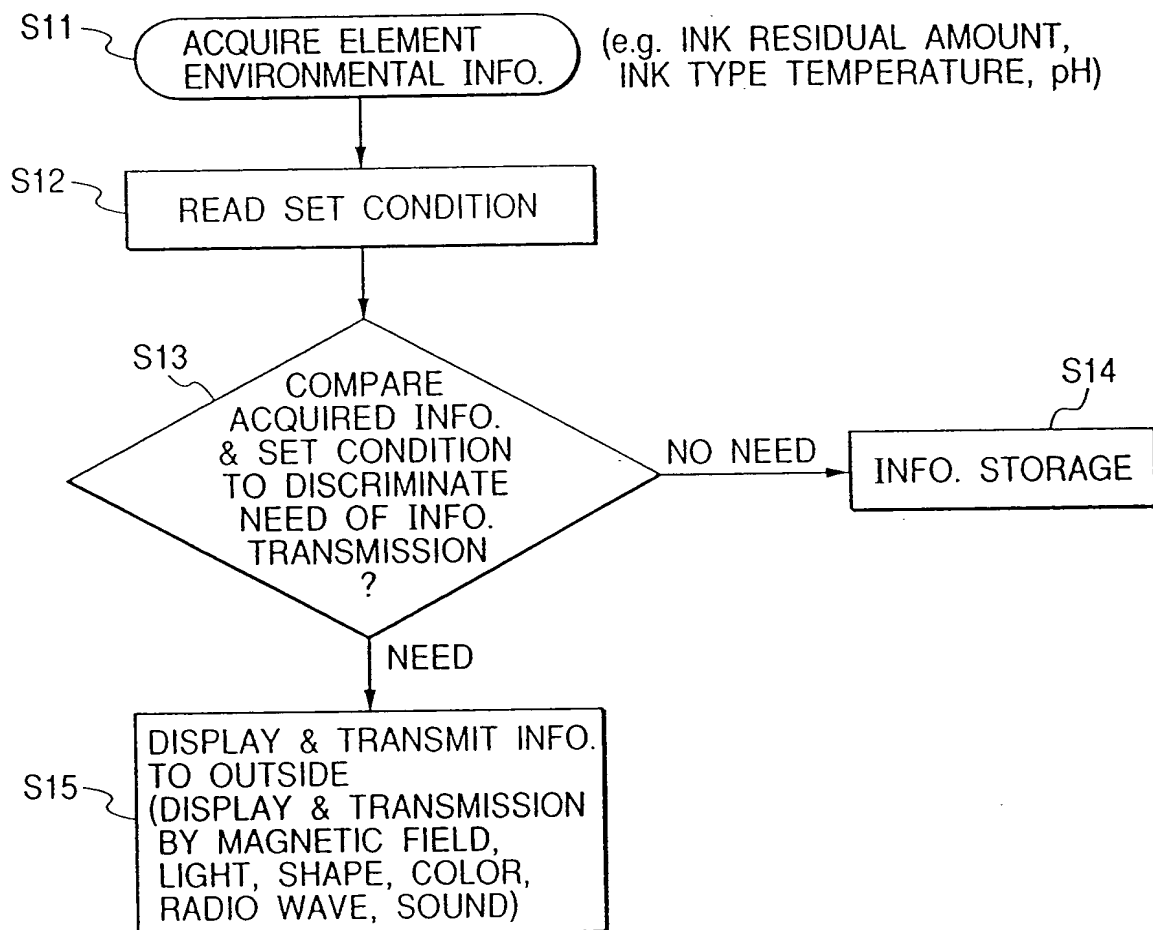 S11
ACQUIRE ELEMENT
ENVIRONMENTAL INFO.
(e.g. INK RESIDUAL AMOUNT,
INK TYPE TEMPERATURE, pH)
S12
READ SET CONDITION
S13
COMPARE
ACQUIRED INFO.
& SET CONDITION
TO DISCRIMINATE
NEED OF INFO.
TRANSMISSION
?
NO NEED
S14
INFO. STORAGE
NEED
S15
DISPLAY & TRANSMIT INFO.
TO OUTSIDE
(DISPLAY & TRANSMISSION
BY MAGNETIC FIELD,
LIGHT, SHAPE, COLOR,
RADIO WAVE, SOUND)